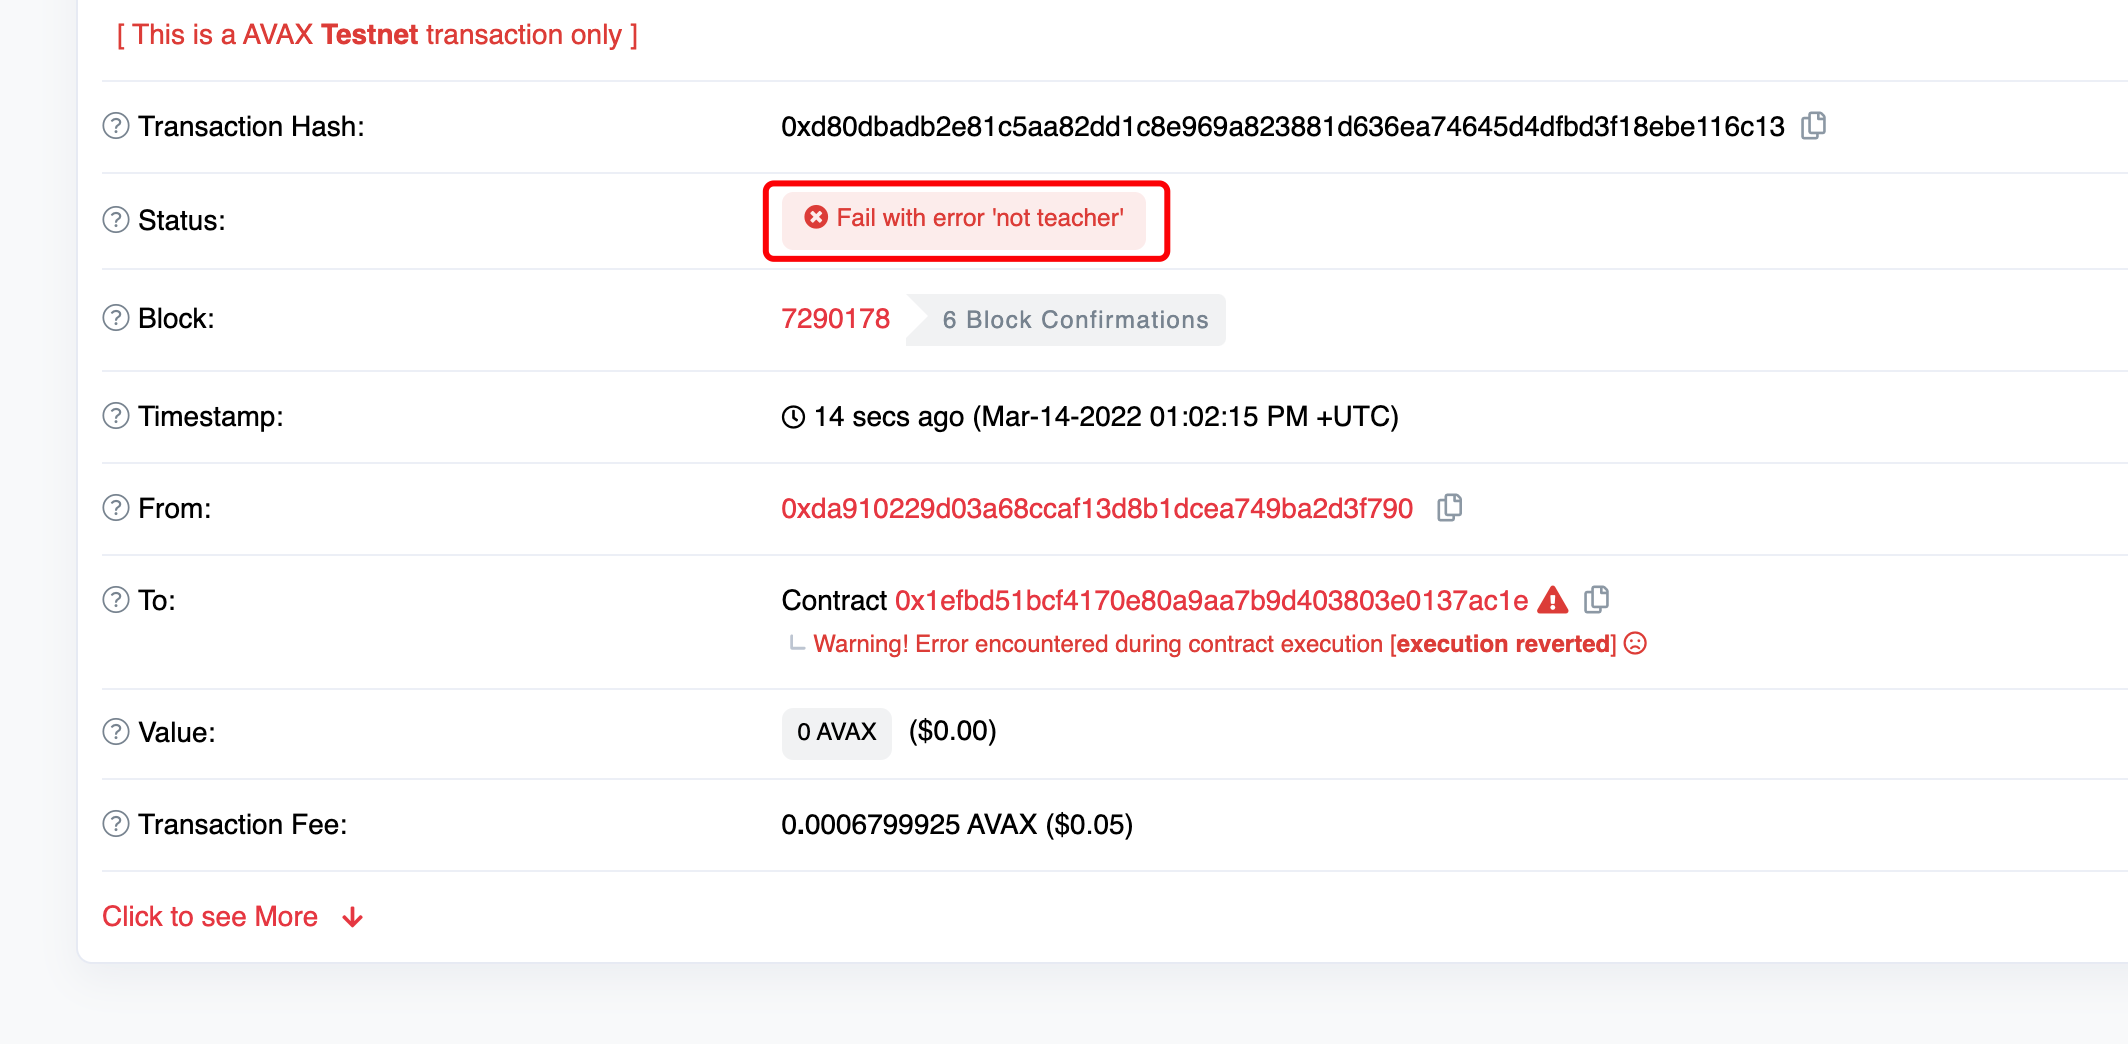 [ This is a AVAX Testnet transaction only ]
Transaction Hash: 0xd80dbadb2e81c5aa82dd1c8e969a823881d636ea74645d4dfbd3f18ebe116c13
Status: Fail with error 'not teacher'
Block: 7290178 6 Block Confirmations
Timestamp: 14 secs ago (Mar-14-2022 01:02:15 PM +UTC)
From: 0xda910229d03a68ccaf13d8b1dcea749ba2d3f790
To: Contract 0x1efbd51bcf4170e80a9aa7b9d403803e0137ac1e
Warning! Error encountered during contract execution [execution reverted]
Value: 0 AVAX ($0.00)
Transaction Fee: 0.0006799925 AVAX ($0.05)
Click to see More